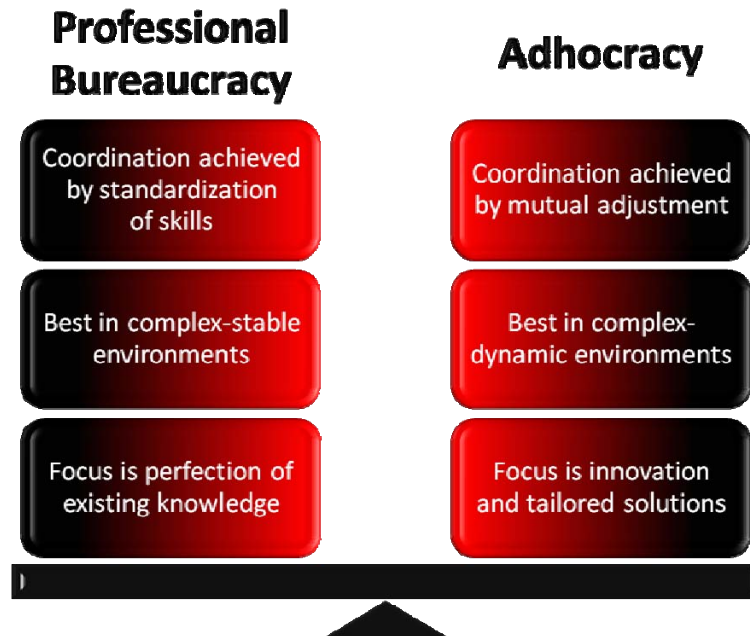 Professional
Bureaucracy
Coordination achieved
by standardization
of skills
Best in complex-stable
environments
Focus is perfection of
existing knowledge
Adhocracy
Coordination achieved
by mutual adjustment
Best in complex-
dynamic environments
Focus is innovation
and tailored solutions